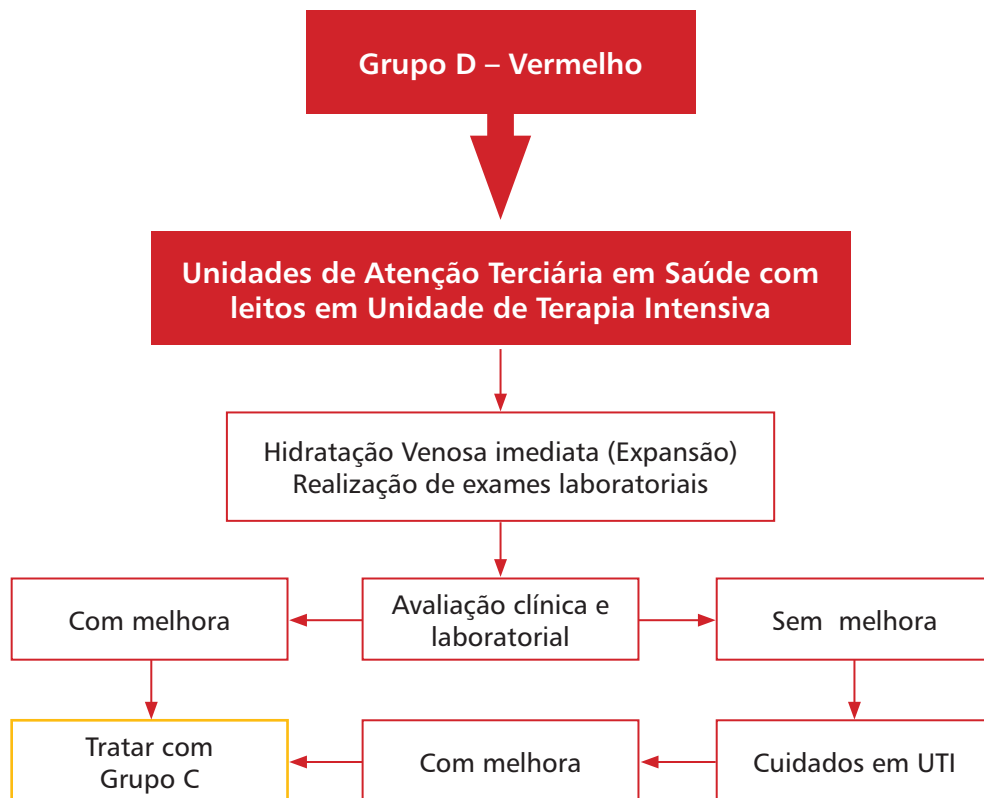 Grupo D – Vermelho
Unidades de Atenção Terciária em Saúde com
leitos em Unidade de Terapia Intensiva
Hidratação Venosa imediata (Expansão)
Realização de exames laboratoriais
Com melhora
Avaliação clínica e
laboratorial
Sem melhora
Tratar com
Grupo C
Com melhora
Cuidados em UTI